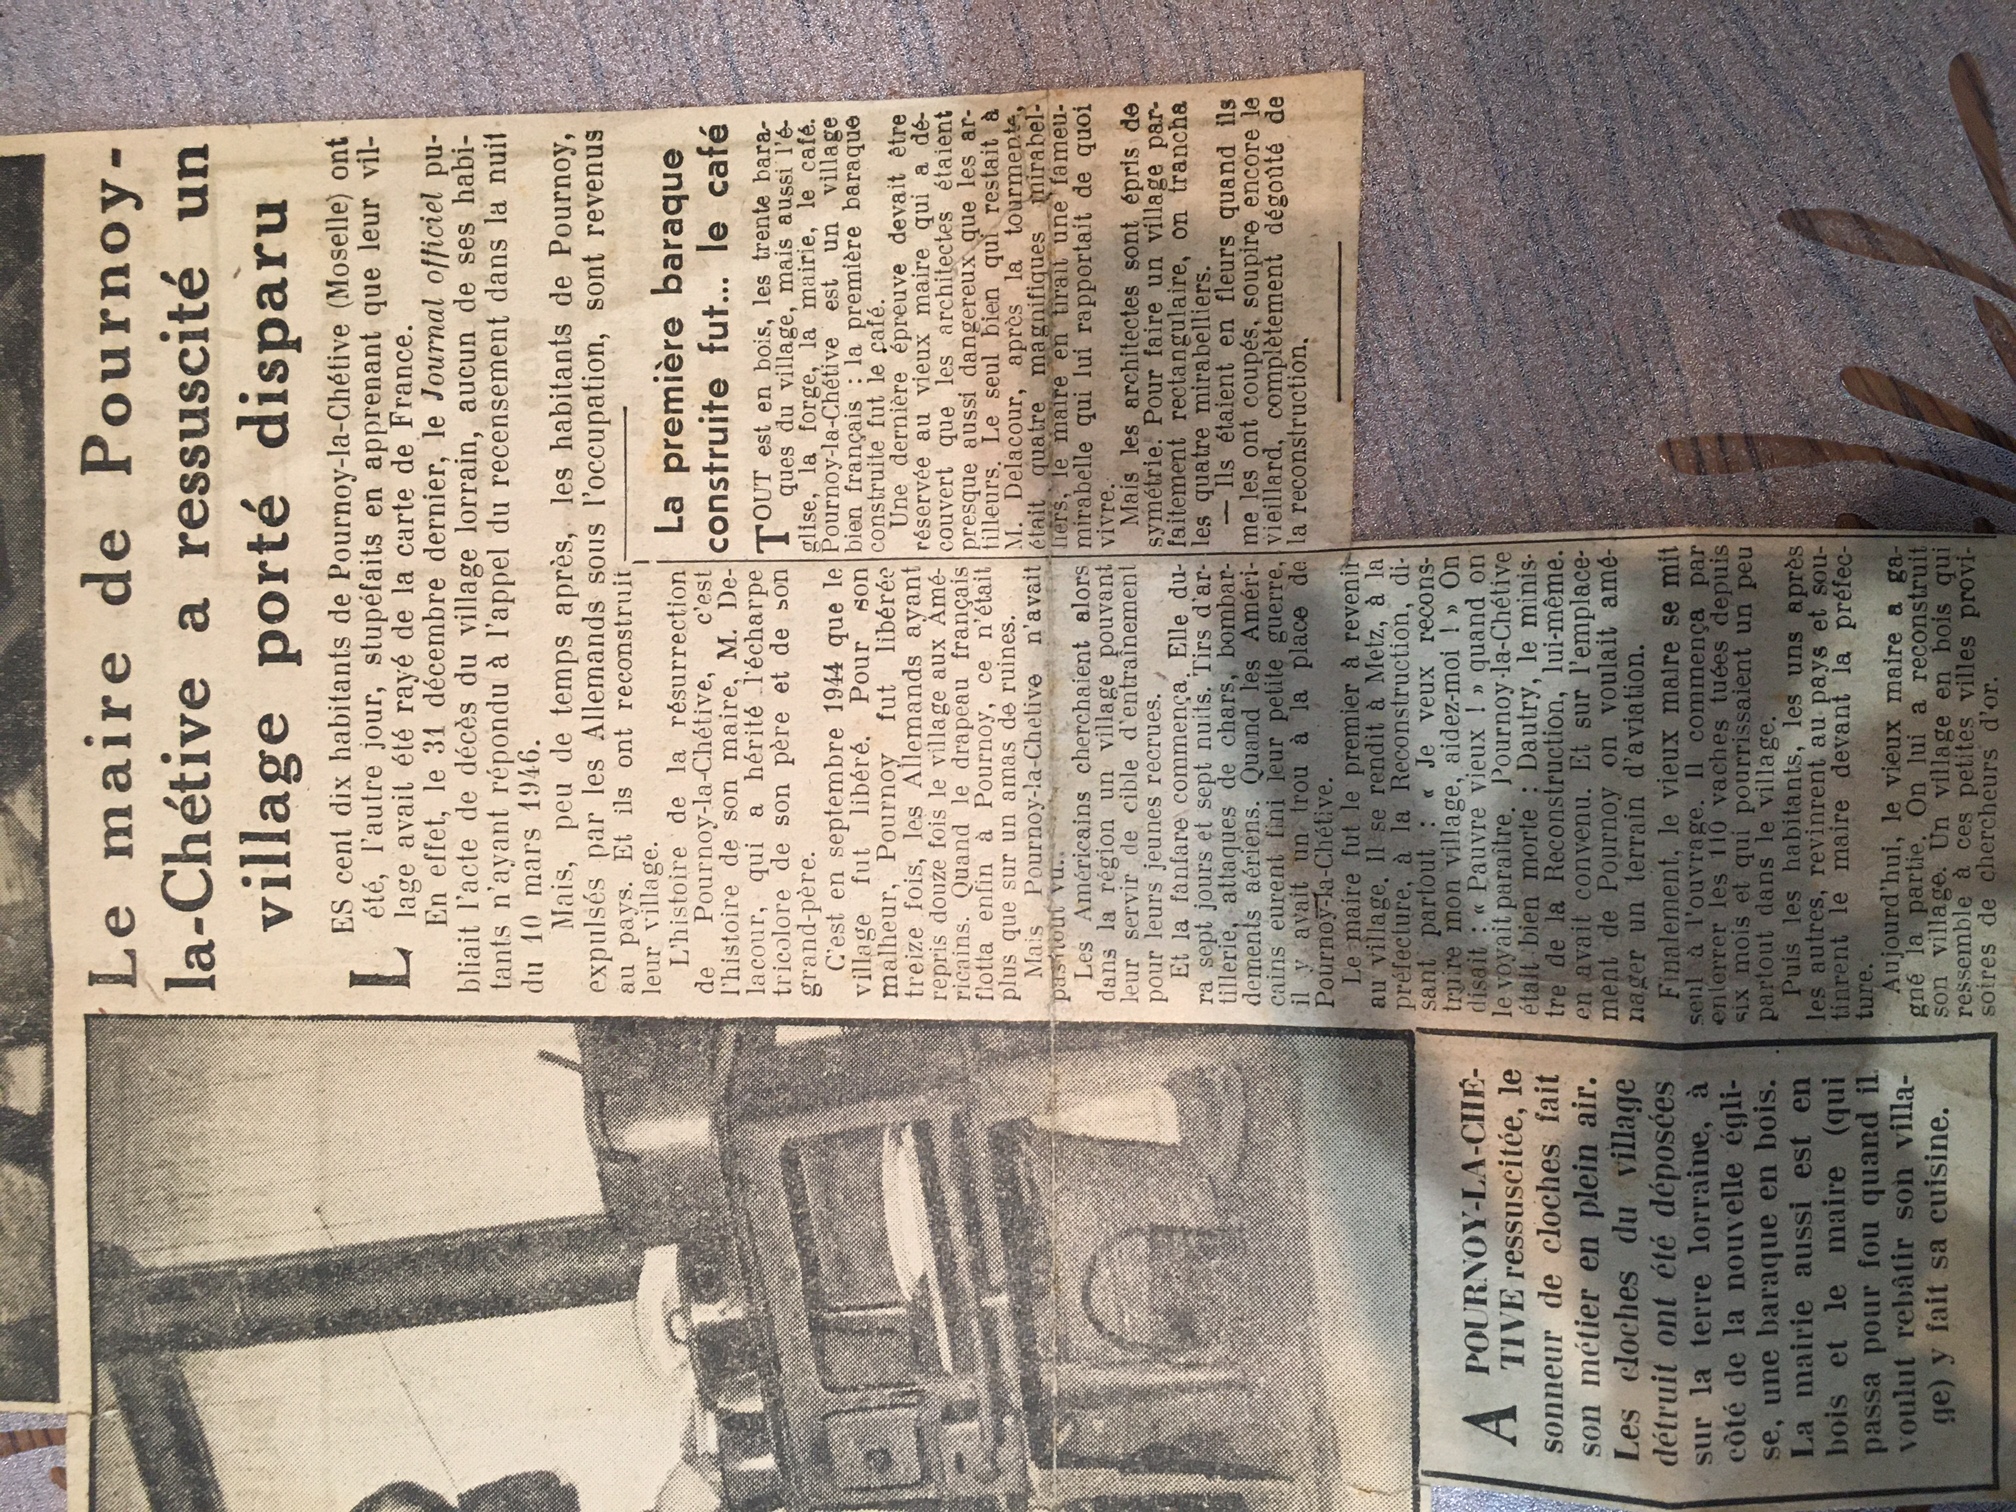 Le maire de Pournoy-
la-Chétive a ressuscité un
village porté disparu
LES cent dix habitants de Pournoy-la-Chétive (Moselle) ont
été, l'autre jour, stupéfaits en apprenant que leur vil-
lage avait été rayé de la carte de France.
En effet, le 31 décembre dernier, le Journal officiel pu-
bliait l'acte de décès du village lorrain, aucun de ses habi-
tants n'ayant répondu à l'appel du recensement dans la nuit
du 10 mars 1946.
Mais, peu de temps après, les habitants de Pournoy,
expulsés par les Allemands sous l'occupation, sont revenus
au pays. Et ils ont reconstruit
leur village.
L'histoire de la résurrection
de Pournoy-la-Chétive, c'est
l'histoire de son maire, M. De-
lacour, qui a hérité l'écharpe
tricolore de son père et de son
grand-père.
C'est en septembre 1944 que le
village fut libéré. Pour son
malheur, Pournoy fut libérée
treize fois, les Allemands ayant
repris douze fois le village aux Amé-
ricains. Quand le drapeau français
flotta enfin à Pournoy, ce n'était
plus que sur un amas de ruines.
Mais Pournoy-la-Chétive n'avait
pas tout vu...
Les Américains cherchaient alors
dans la région un village pouvant
leur servir de cible d'entraînement
pour leurs jeunes recrues.
Et la fanfare commença. Elle du-
ra sept jours et sept nuits. Tirs d'ar-
tillerie, attaques de chars, bombar-
dements aériens. Quand les Améri-
cains eurent fini leur petite guerre,
il y avait un trou à la place de
Pournoy-la-Chétive.
Le maire fut le premier à revenir
au village. Il se rendit à Metz, à la
préfecture, à la Reconstruction, di-
sant partout : « Je veux recons-
truire mon village, aidez-moi ! » On
disait : « Pauvre vieux ! » quand on
le voyait paraître. Pournoy-la-Chétive
était bien morte : Dautry, le minis-
tre de la Reconstruction, lui-même,
en avait convenu. Et sur l'emplace-
ment de Pournoy on voulait amé-
nager un terrain d'aviation.
Finalement, le vieux maire se mit
seul à l'ouvrage. Il commença par
enterrer les 110 vaches tuées depuis
six mois et qui pourrissaient un peu
partout dans le village.
Puis les habitants, les uns après
les autres, revinrent au pays et sou-
tinrent le maire devant la préfec-
ture.
Aujourd'hui, le vieux maire a ga-
gné la partie. On lui a reconstruit
son village. Un village en bois qui
ressemble à ces petites villes provi-
soires de chercheurs d'or.
La première baraque
construite fut... le café
TOUT est en bois, les trente bara-
ques du village, mais aussi l'é-
glise, la forge, la mairie, le café.
Pournoy-la-Chétive est un village
bien français : la première baraque
construite fut le café.
Une dernière épreuve devait être
réservée au vieux maire qui a dé-
couvert que les architectes étaient
presque aussi dangereux que les ar-
tilleurs. Le seul bien qui restait à
M. Delacour, après la tourmente,
était quatre magnifiques mirabel-
liers, le maire en tirait une fameu-
mirabelle qui lui rapportait de quoi
vivre.
Mais les architectes sont épris de
symétrie. Pour faire un village par-
faitement rectangulaire, on trancha
les quatre mirabelliers.
— Ils étaient en fleurs quand ils
me les ont coupés, soupire encore le
vieillard, complètement dégoûté de
la reconstruction.
A POURNOY-LA-CHÉ-
TIVE ressuscitée, le
sonneur de cloches fait
son métier en plein air.
Les cloches du village
détruit ont été déposées
sur la terre lorraine, à
côté de la nouvelle égli-
se, une baraque en bois.
La mairie aussi est en
bois et le maire (qui
passa pour fou quand il
voulut rebâtir son villa-
ge) y fait sa cuisine.